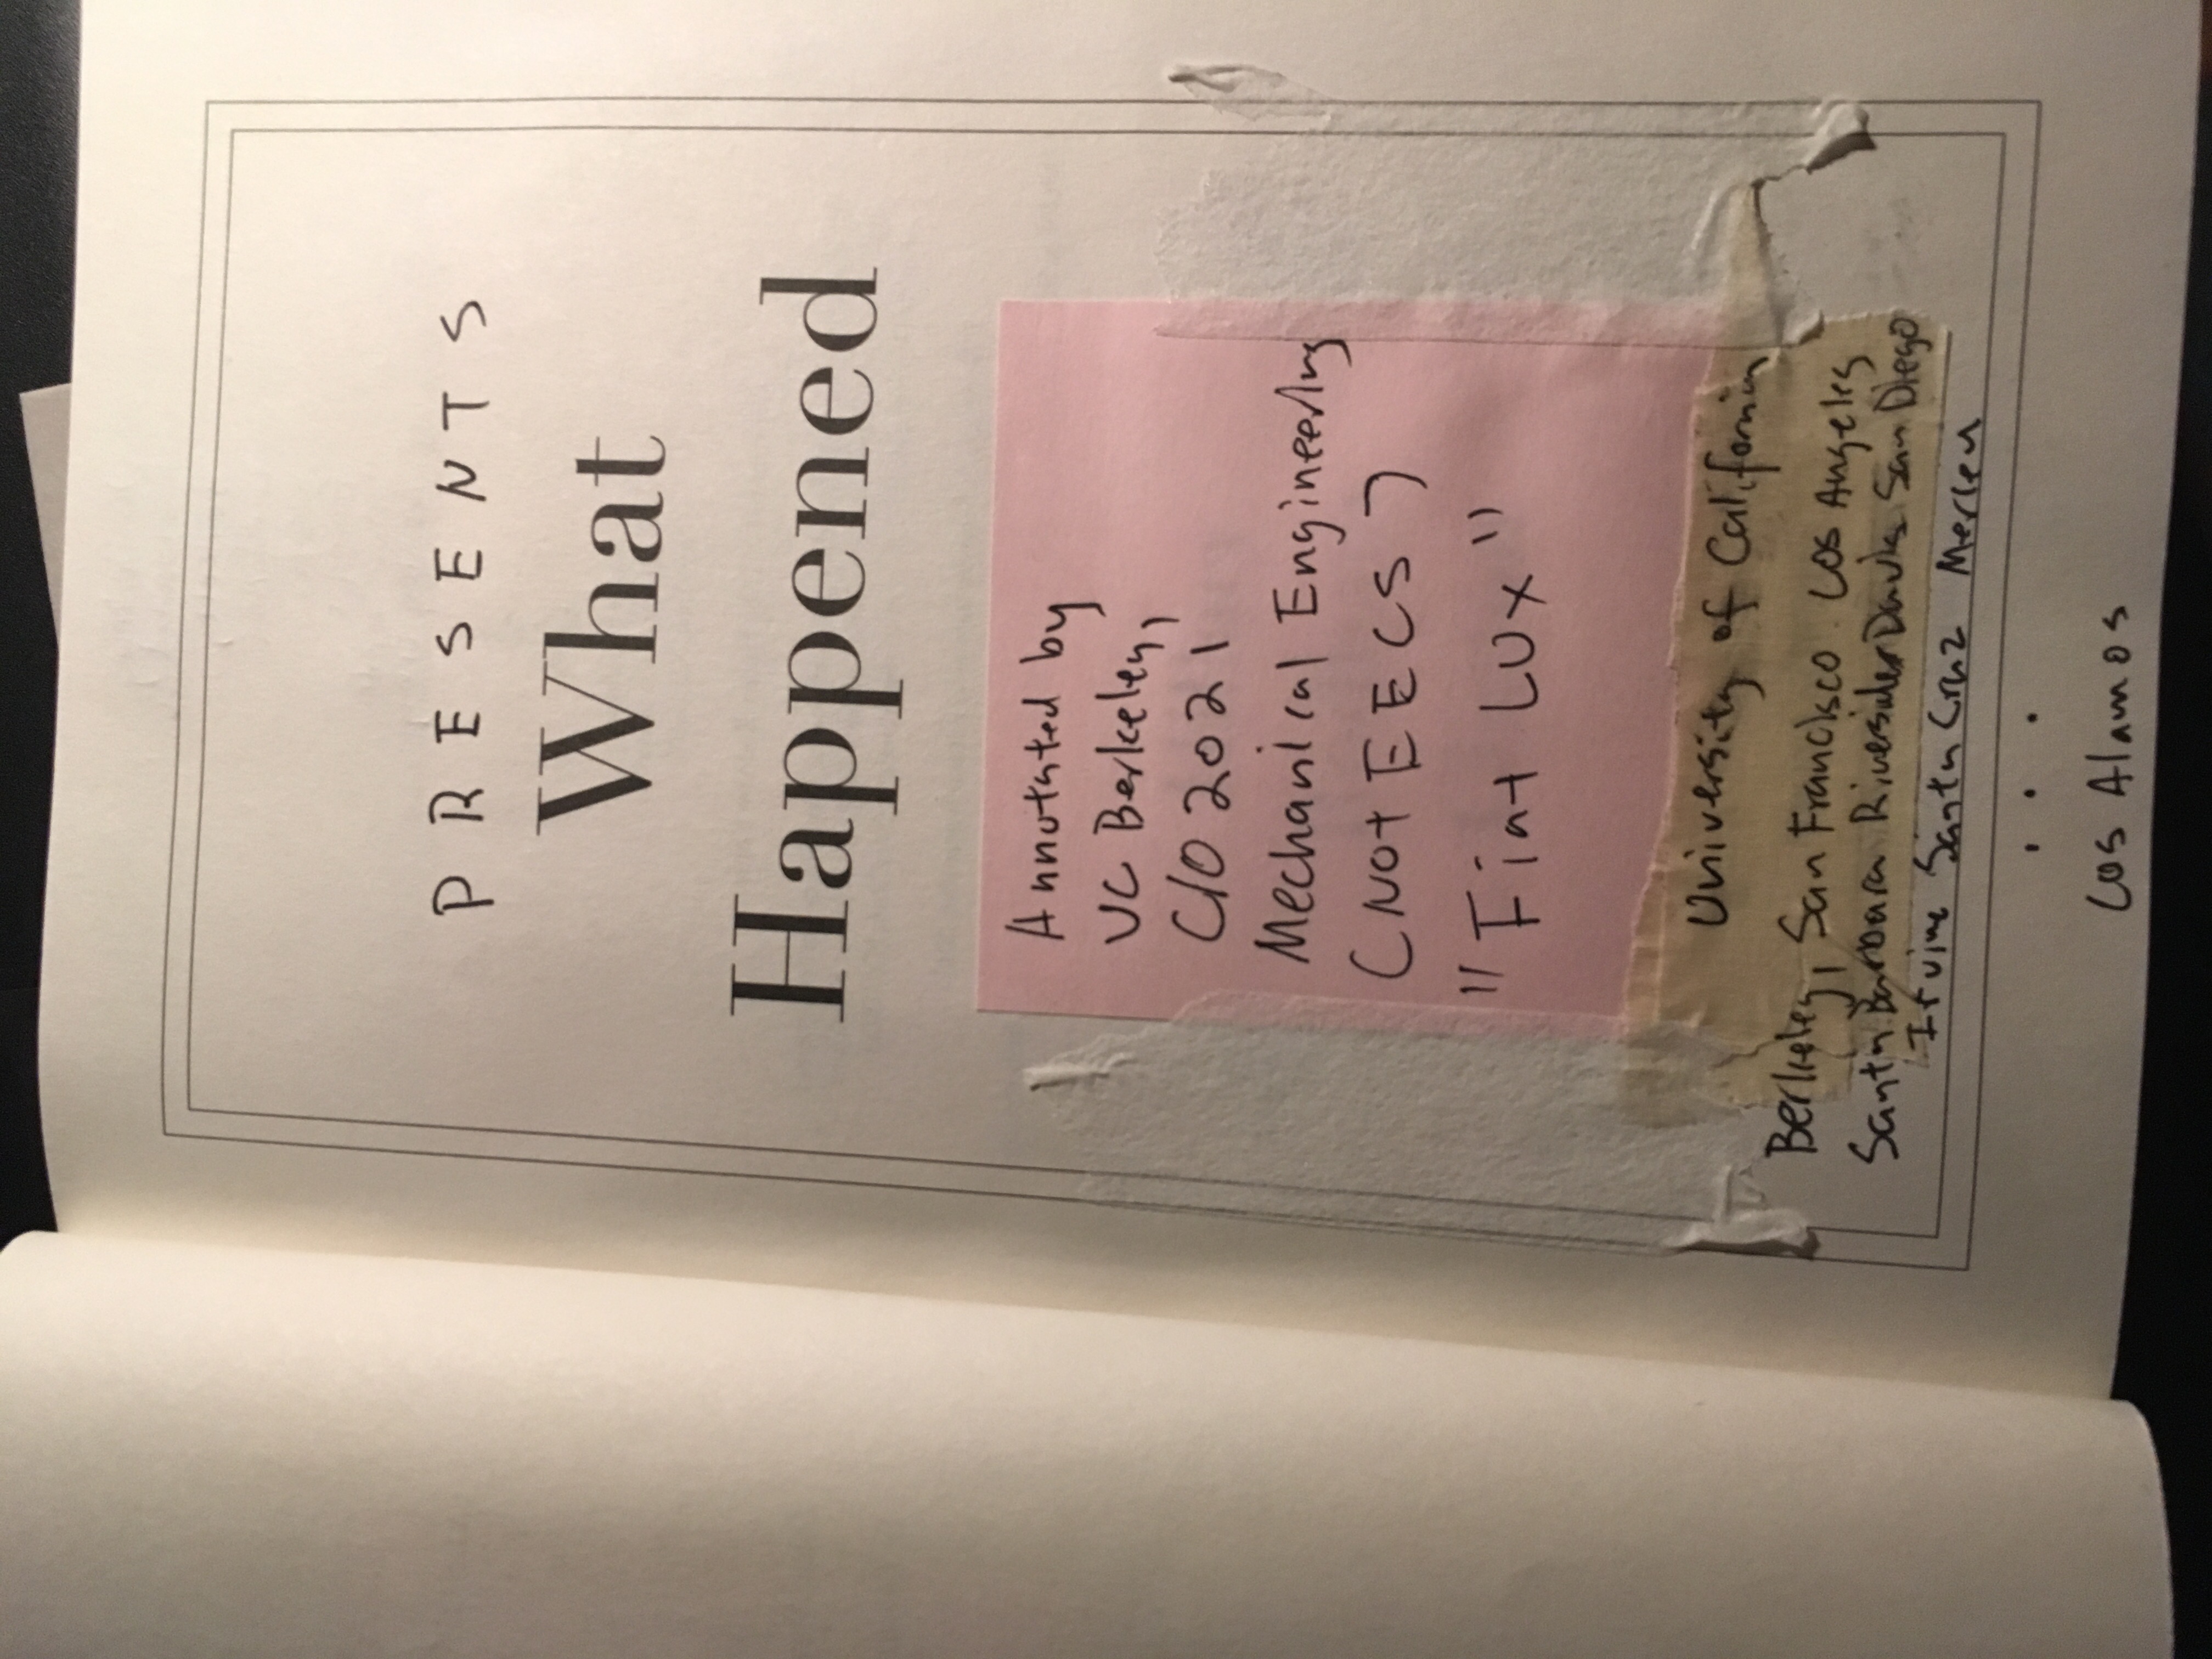 PRESENTS
What
Happened
Annotated by
UC Berkeley,
C/O 2021
Mechanical Engineering
(Not EECS)
"Fiat Lux"
University of California
Berkeley, San Francisco Los Angeles
Santa Barbara Riverside Davis San Diego
Irvine Santa Cruz Merced
...
Los Alamos